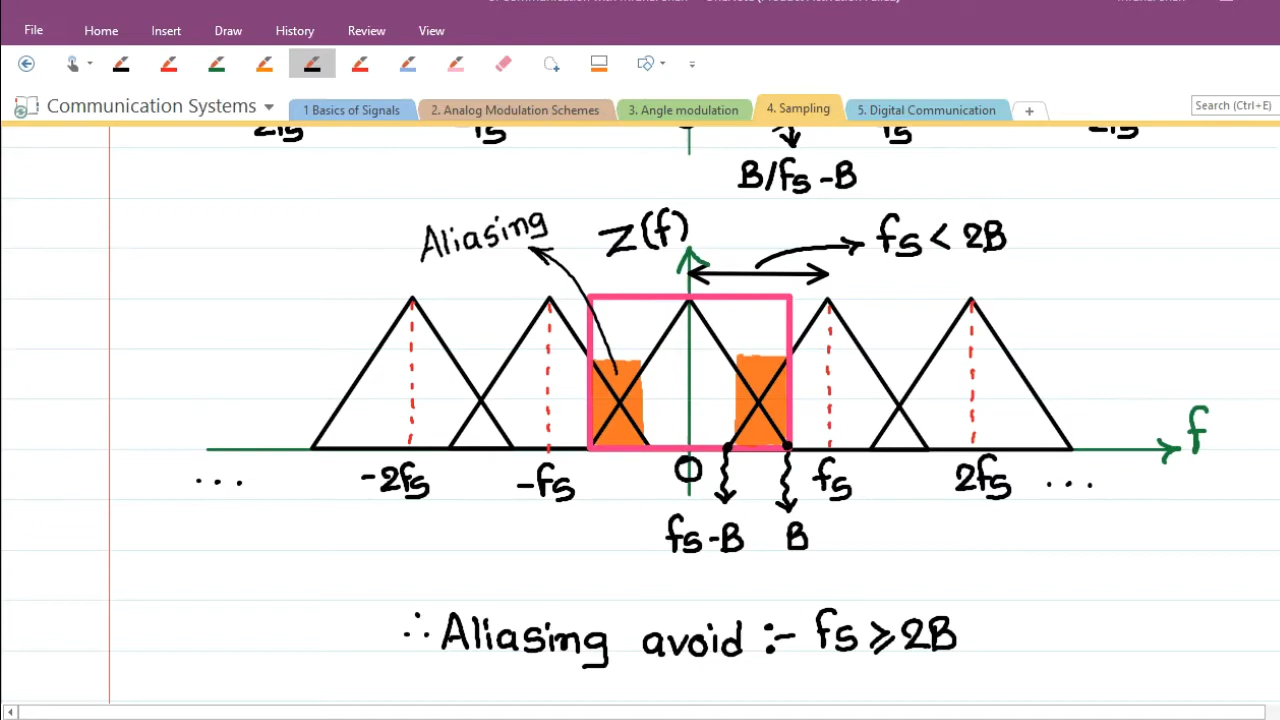 File Home Insert Draw History Review View
Communication Systems 1 Basics of Signals 2. Analog Modulation Schemes 3. Angle modulation 4. Sampling 5. Digital Communication + Search (Ctrl+E)
B/fs -B
Aliasing Z(f) fs < 2B
f
... -2fs -fs 0 fs 2fs ...
fs -B B
∴ Aliasing avoid :- fs ⩾ 2B